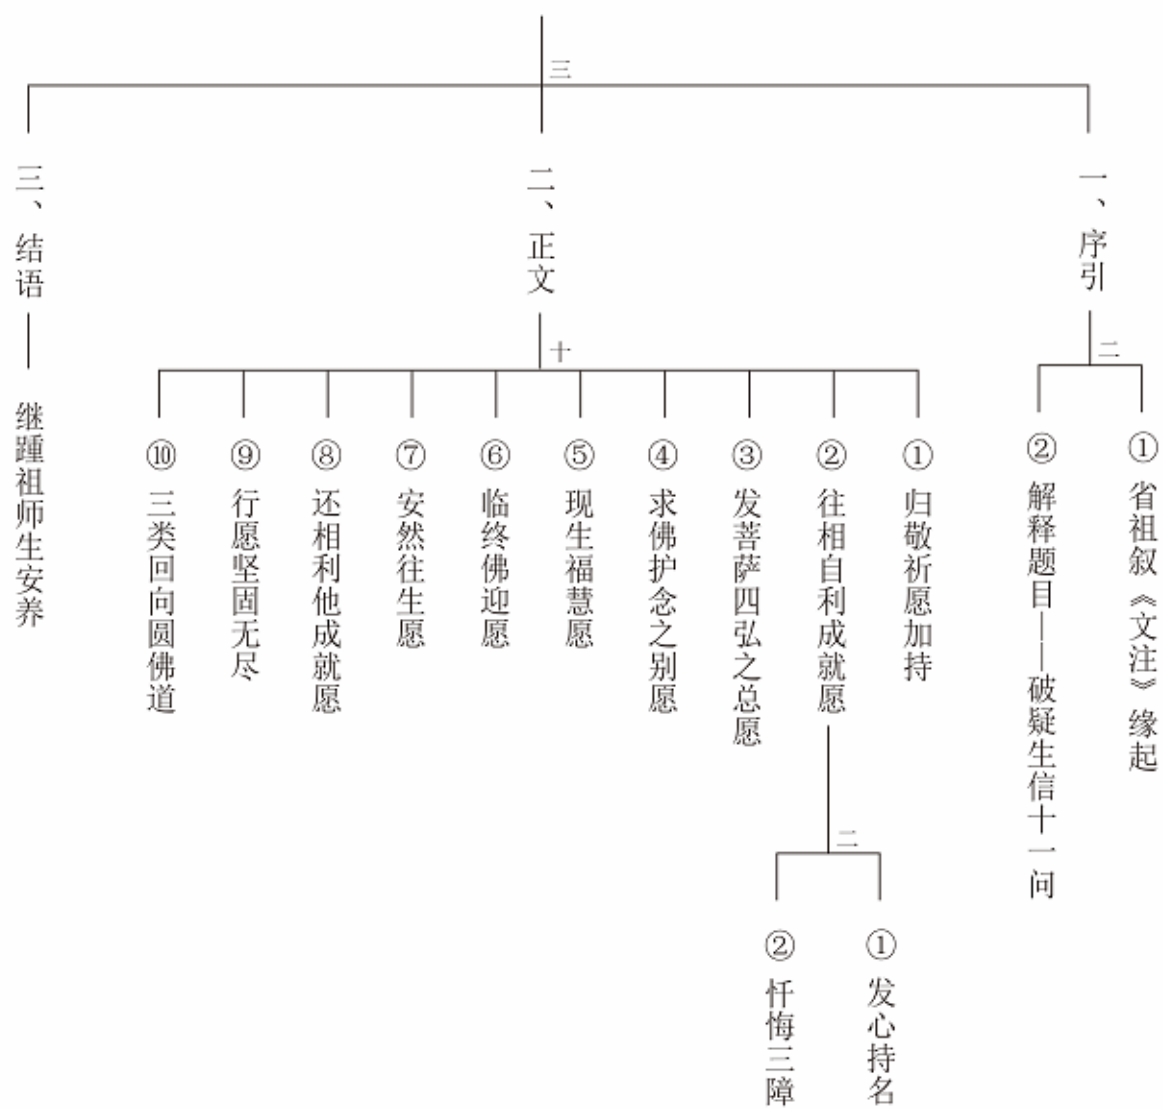 三
一、序引
二
①省祖叙《文注》缘起
②解释题目——破疑生信十一问
二、正文
十
①归敬祈愿加持
②往相自利成就愿
二
①发心持名
②忏悔三障
③发菩萨四弘之总愿
④求佛护念之别愿
⑤现生福慧愿
⑥临终佛迎愿
⑦安然往生愿
⑧还相利他成就愿
⑨行愿坚固无尽
⑩三类回向圆佛道
三、结语——继踵祖师生安养